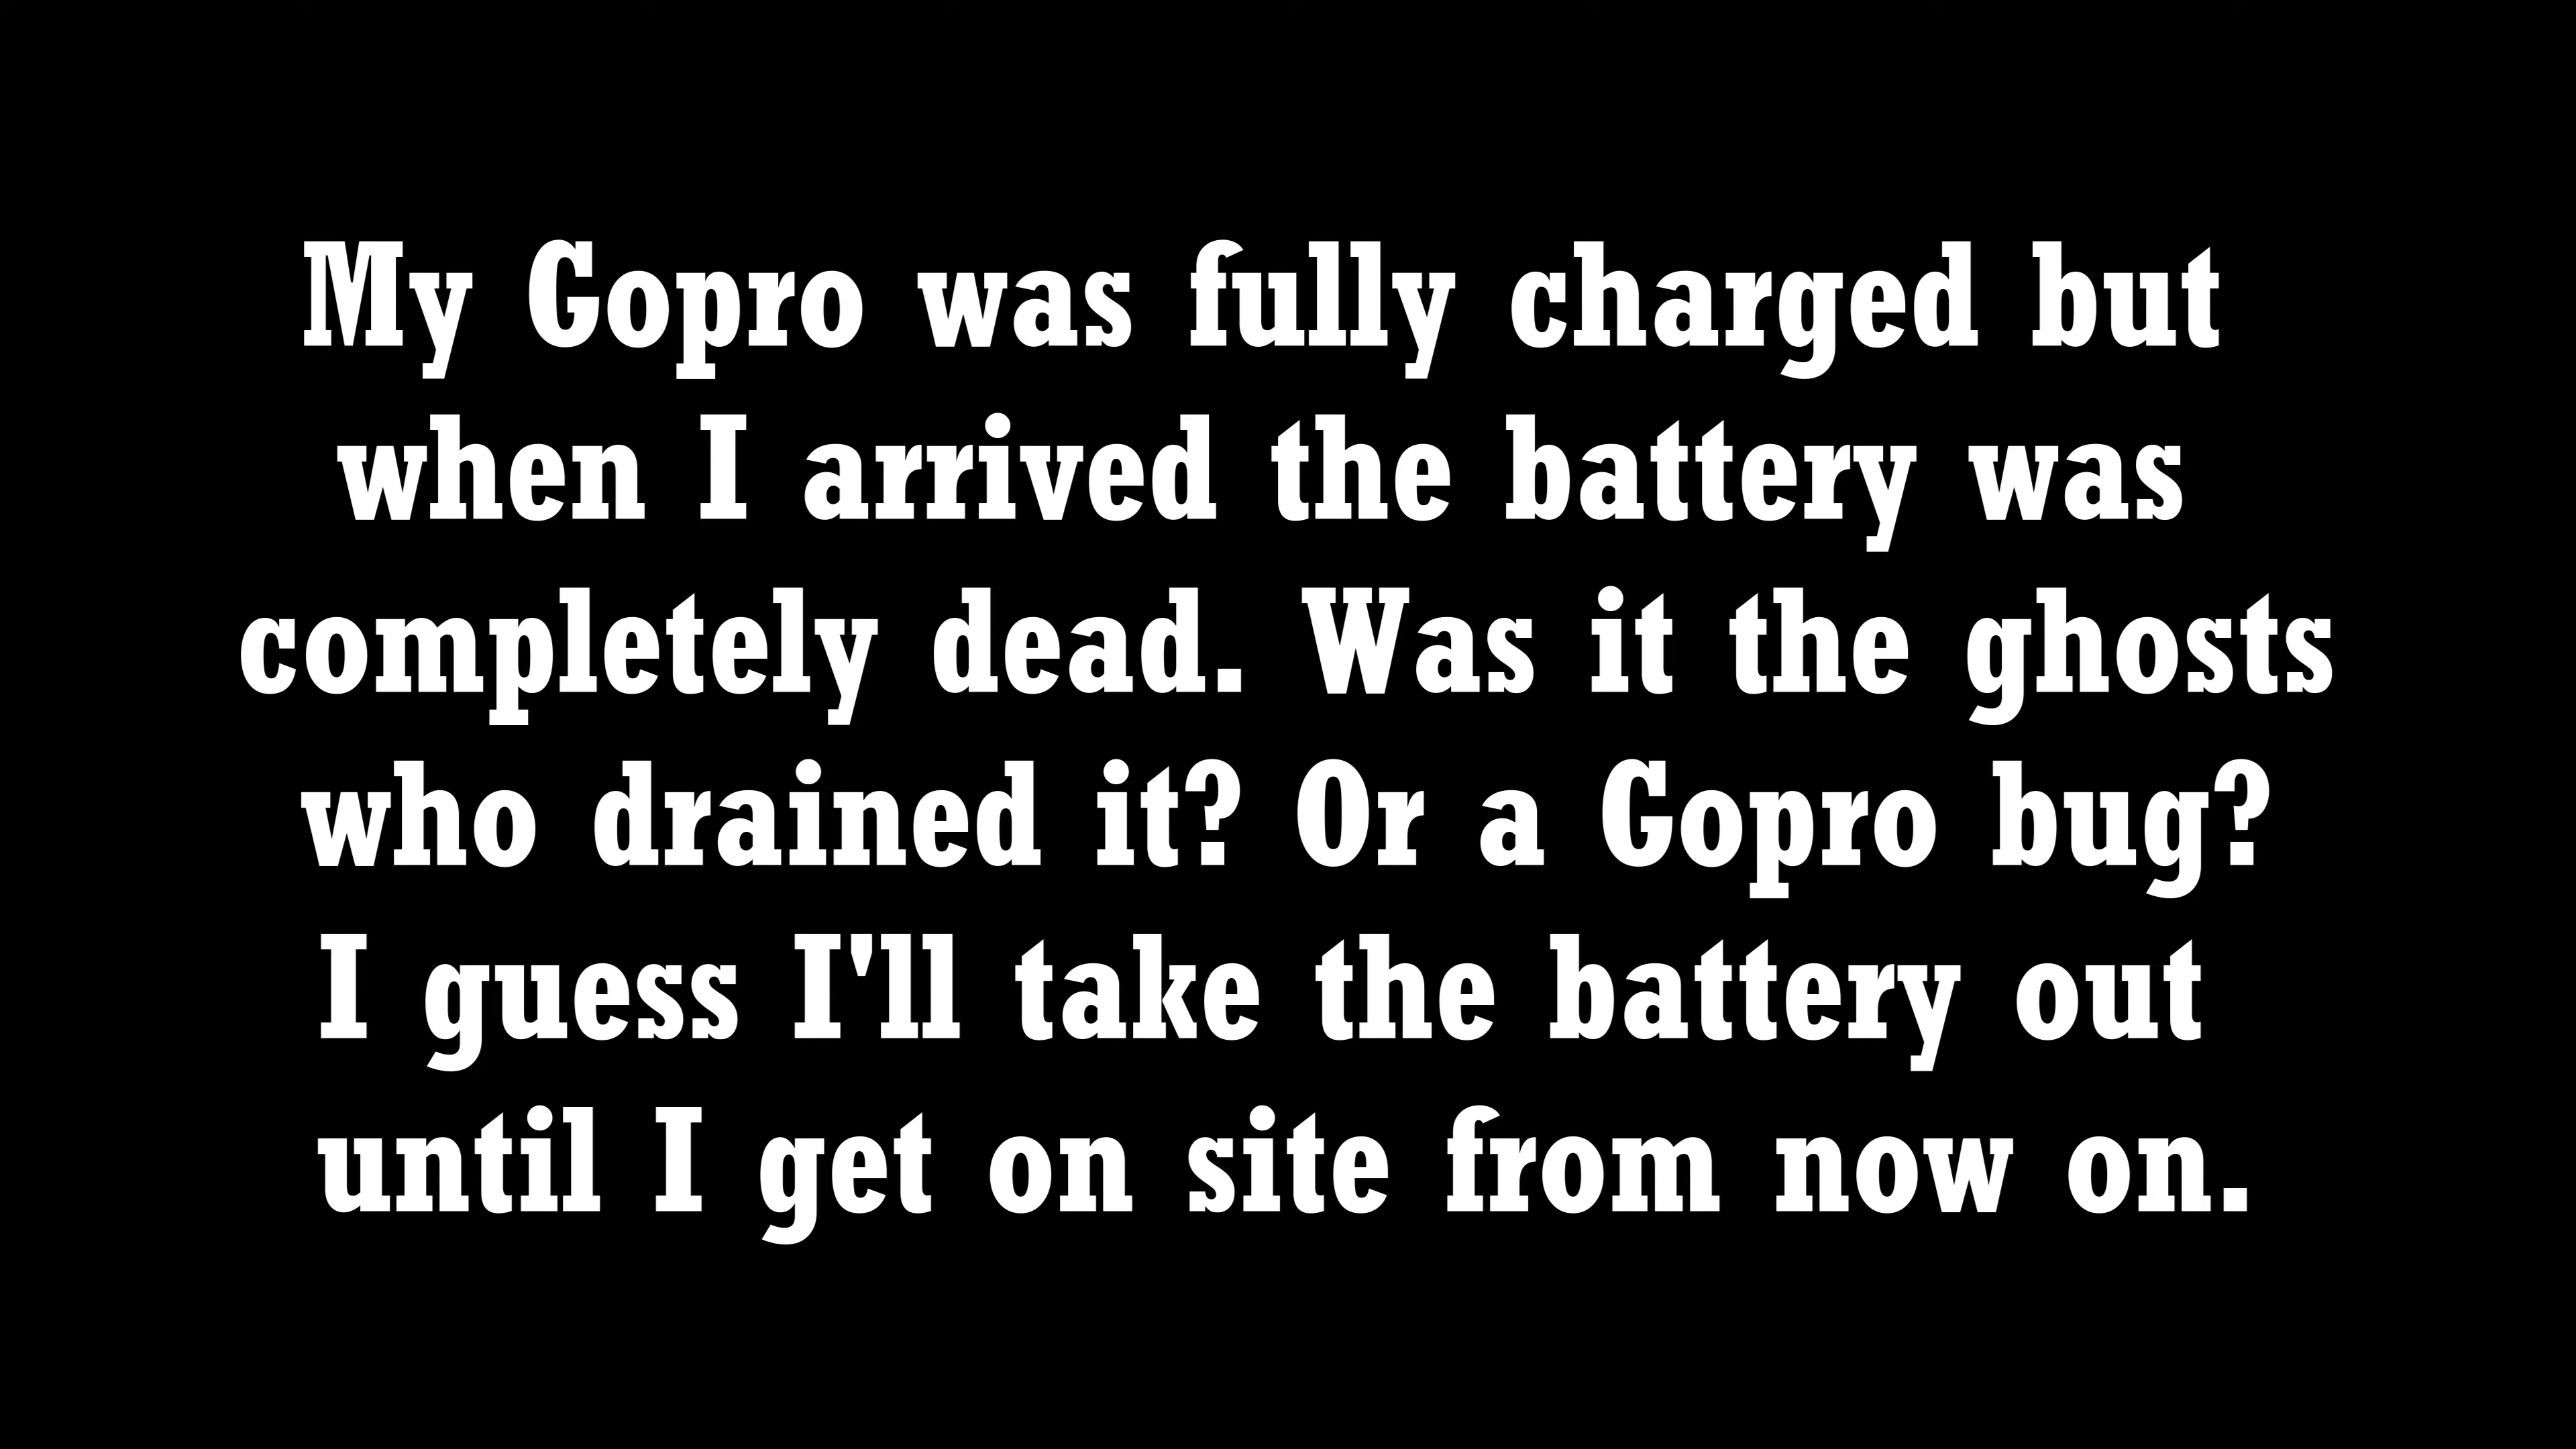 My Gopro was fully charged but
when I arrived the battery was
completely dead. Was it the ghosts
who drained it? Or a Gopro bug?
I guess I'll take the battery out
until I get on site from now on.